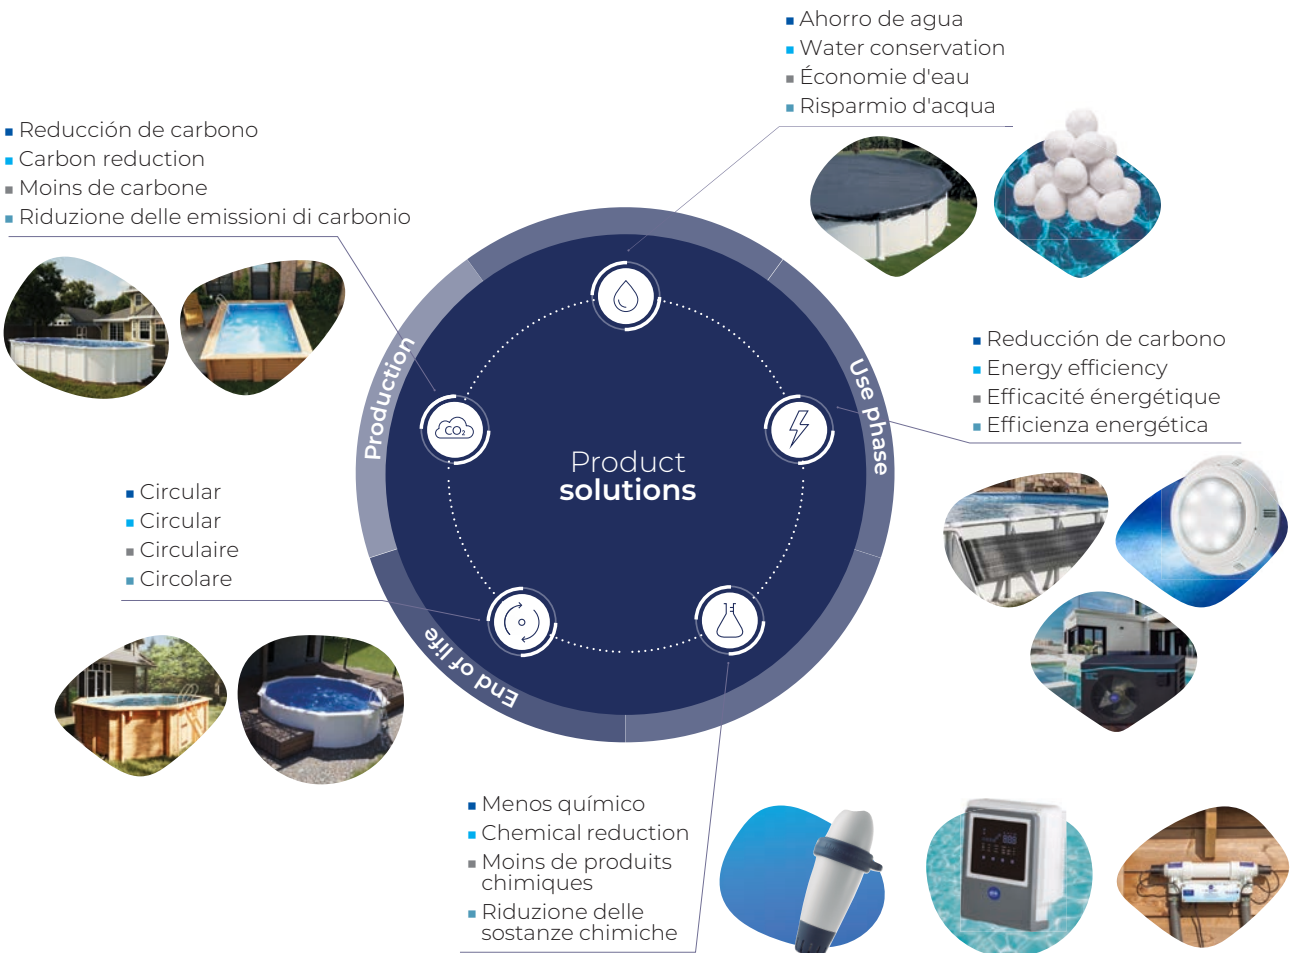 Ahorro de agua
Water conservation
Économie d'eau
Risparmio d'acqua
Reducción de carbono
Carbon reduction
Moins de carbone
Riduzione delle emissioni di carbonio
Production
CO₂
Use phase
Reducción de carbono
Energy efficiency
Efficacité énergétique
Efficienza energética
Product
solutions
Circular
Circular
Circulaire
Circolare
End of life
Menos químico
Chemical reduction
Moins de produits
chimiques
Riduzione delle
sostanze chimiche